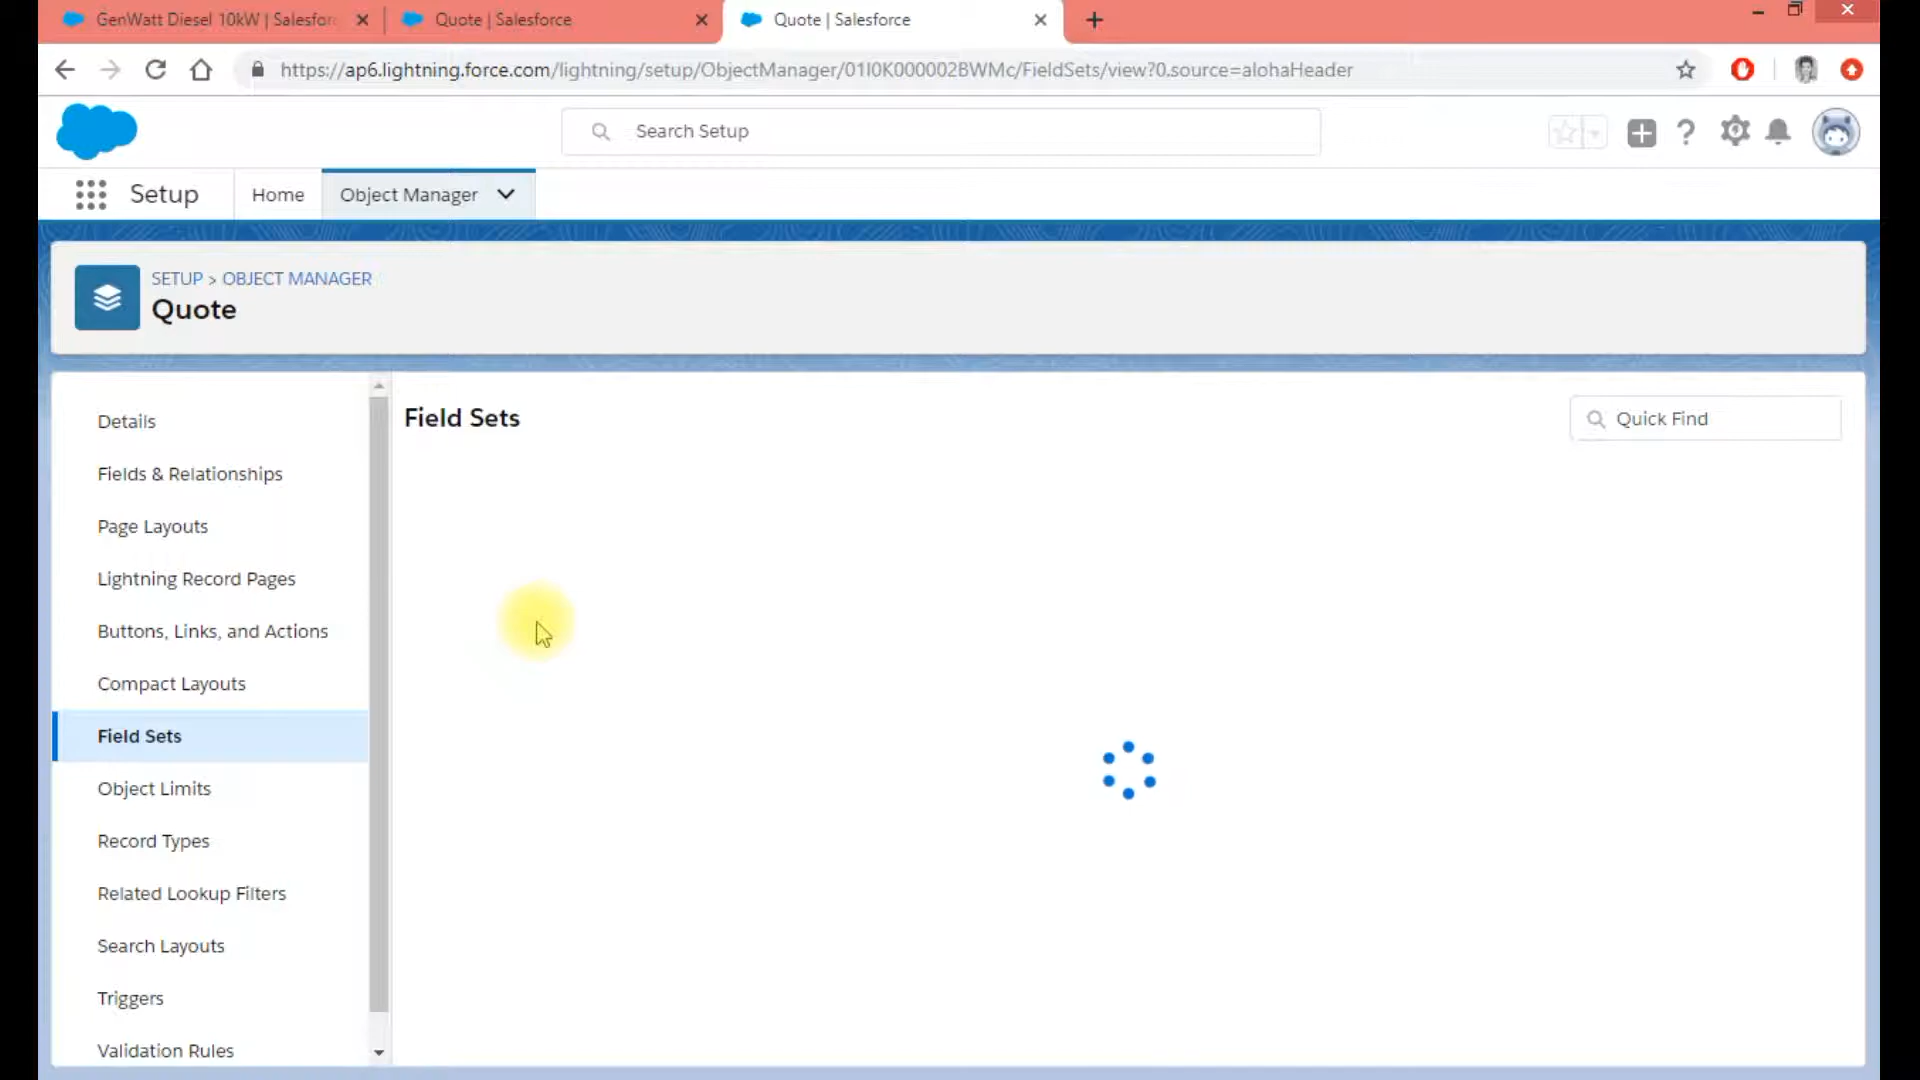 GenWatt Diesel 10kW | Salesforc
Quote | Salesforce
Quote | Salesforce
https://ap6.lightning.force.com/lightning/setup/ObjectManager/01I0K000002BWMc/FieldSets/view?0.source=alohaHeader
Search Setup
Setup
Home
Object Manager
SETUP > OBJECT MANAGER
Quote
Details
Fields & Relationships
Page Layouts
Lightning Record Pages
Buttons, Links, and Actions
Compact Layouts
Field Sets
Object Limits
Record Types
Related Lookup Filters
Search Layouts
Triggers
Validation Rules
Field Sets
Quick Find